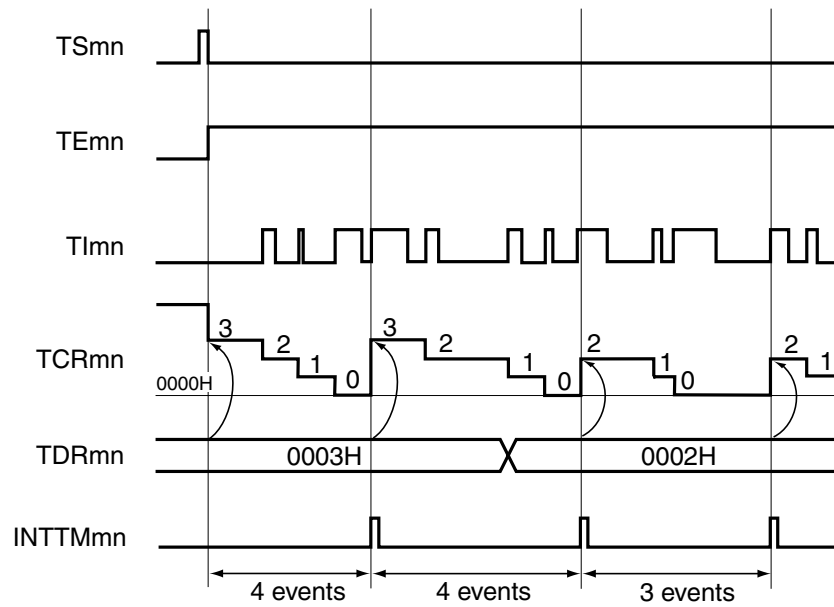 TSmn
TEmn
TImn
TCRmn
3 2 1 0 3 2 1 0 2 1 0 2 1
0000H
TDRmn
0003H 0002H
INTTMmn
4 events 4 events 3 events